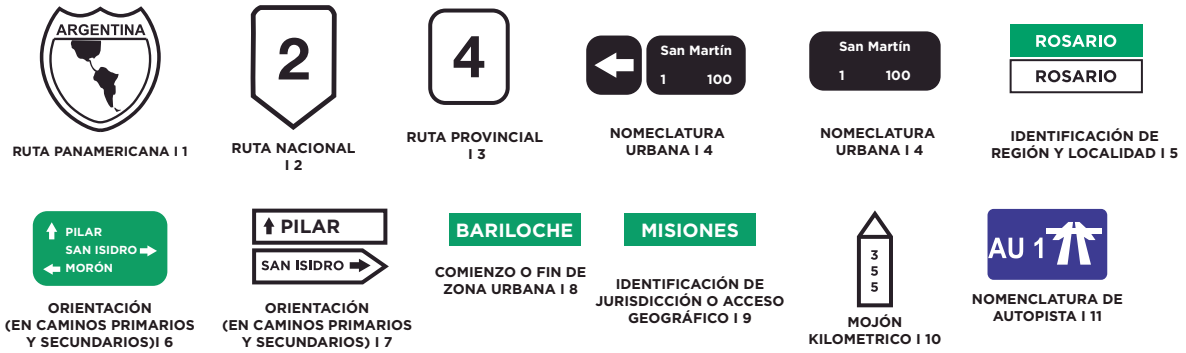 ARGENTINA
RUTA PANAMERICANA I 1
2
RUTA NACIONAL
I 2
4
RUTA PROVINCIAL
I 3
San Martín
1 100
NOMECLATURA
URBANA I 4
San Martín
1 100
NOMECLATURA
URBANA I 4
ROSARIO
ROSARIO
IDENTIFICACIÓN DE
REGIÓN Y LOCALIDAD I 5
PILAR
SAN ISIDRO
MORÓN
ORIENTACIÓN
(EN CAMINOS PRIMARIOS
Y SECUNDARIOS)I 6
PILAR
SAN ISIDRO
ORIENTACIÓN
(EN CAMINOS PRIMARIOS
Y SECUNDARIOS) I 7
BARILOCHE
COMIENZO O FIN DE
ZONA URBANA I 8
MISIONES
IDENTIFICACIÓN DE
JURISDICCIÓN O ACCESO
GEOGRÁFICO I 9
3
5
5
MOJÓN
KILOMETRICO I 10
AU 1
NOMENCLATURA DE
AUTOPISTA I 11